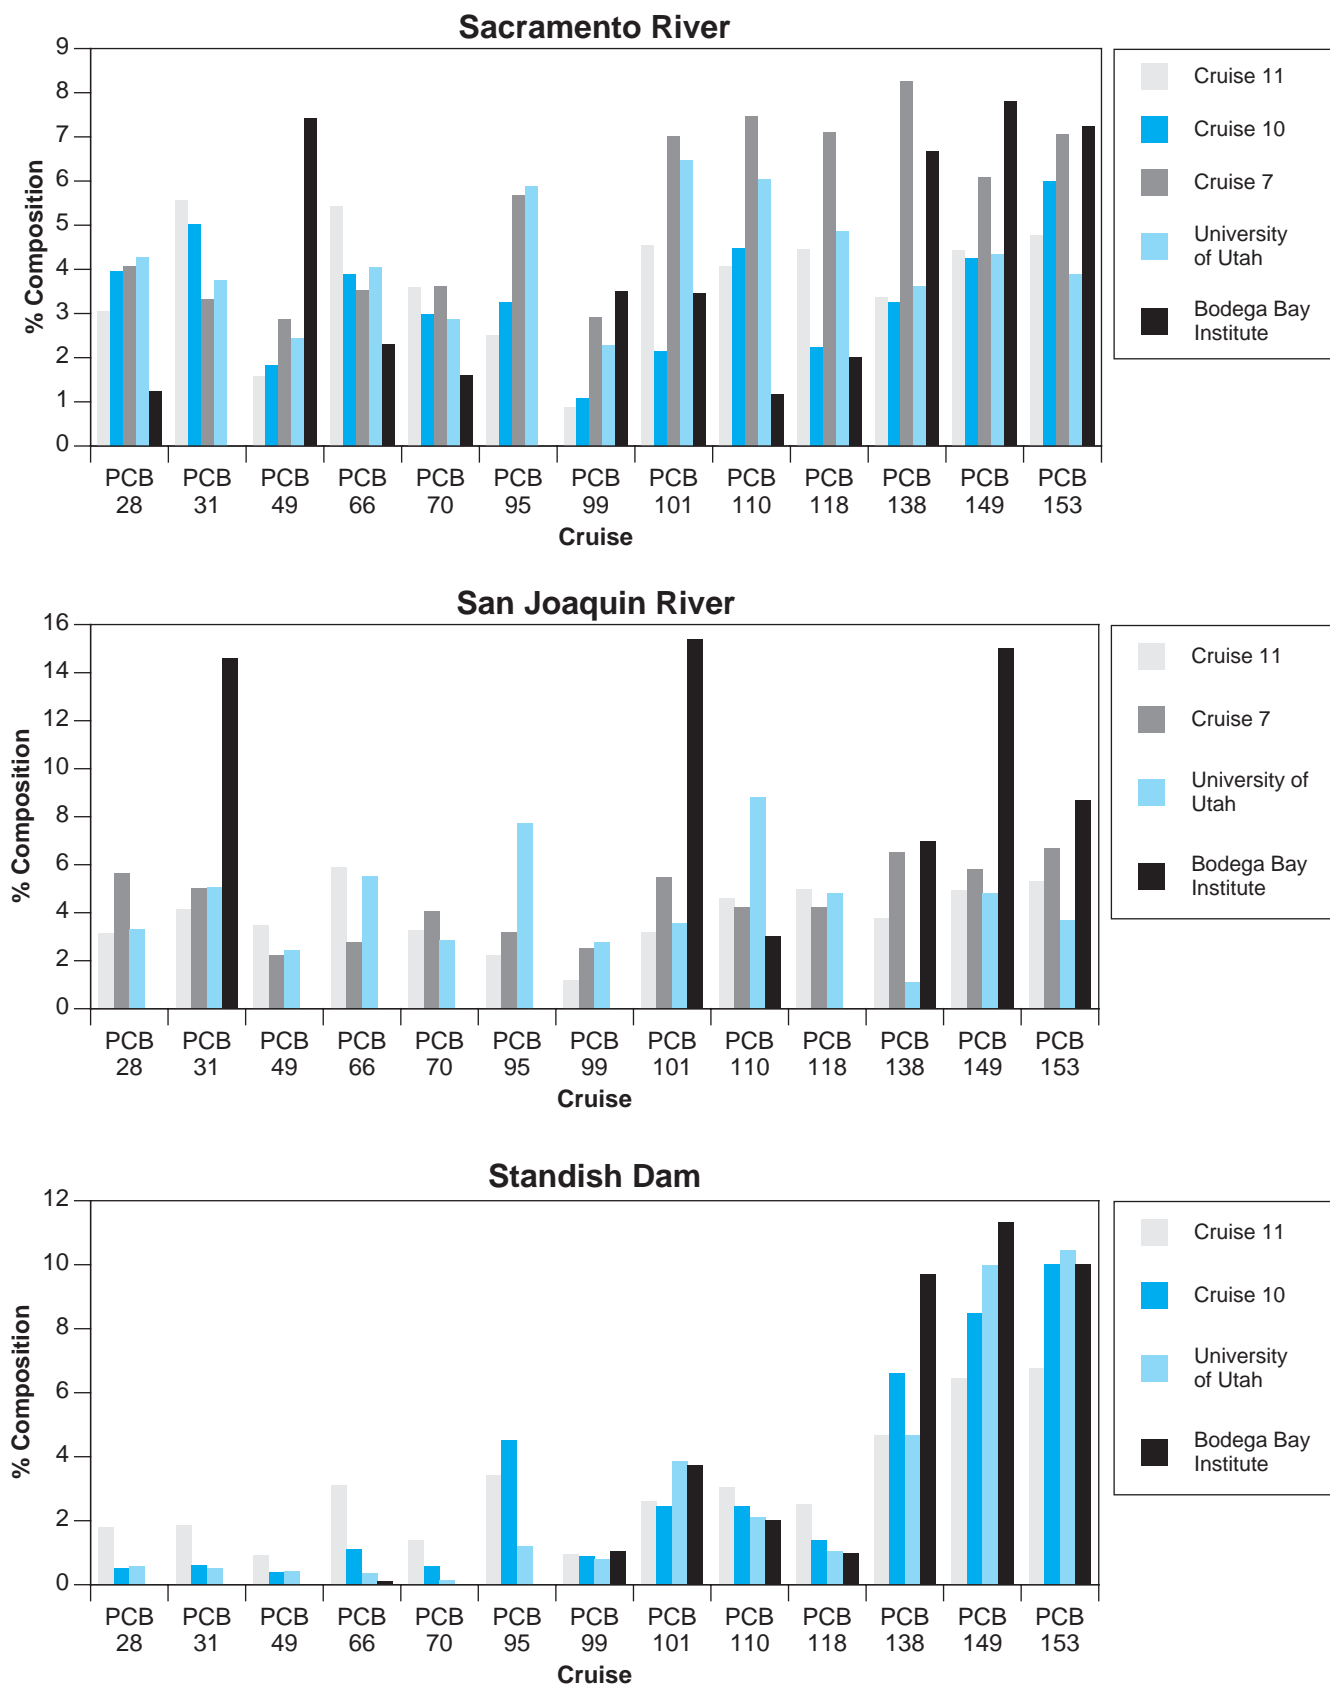 Sacramento River
9
8
7
6
5
4
3
2
1
0
% Composition
PCB PCB PCB PCB PCB PCB PCB PCB PCB PCB PCB PCB PCB
28 31 49 66 70 95 99 101 110 118 138 149 153
Cruise
Cruise 11
Cruise 10
Cruise 7
University
of Utah
Bodega Bay
Institute
San Joaquin River
16
14
12
10
8
6
4
2
0
% Composition
PCB PCB PCB PCB PCB PCB PCB PCB PCB PCB PCB PCB PCB
28 31 49 66 70 95 99 101 110 118 138 149 153
Cruise
Cruise 11
Cruise 7
University of
Utah
Bodega Bay
Institute
Standish Dam
12
10
8
6
4
2
0
% Composition
PCB PCB PCB PCB PCB PCB PCB PCB PCB PCB PCB PCB PCB
28 31 49 66 70 95 99 101 110 118 138 149 153
Cruise
Cruise 11
Cruise 10
University
of Utah
Bodega Bay
Institute